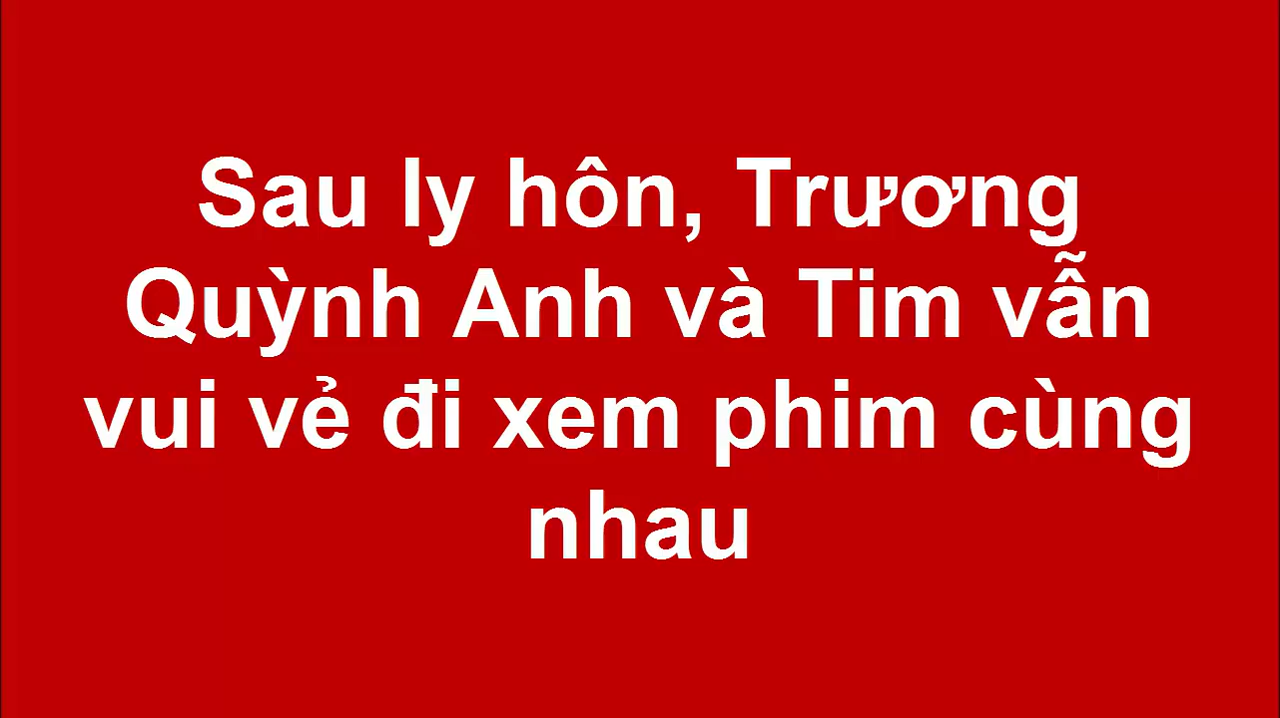 Sau ly hôn, Trương
Quỳnh Anh và Tim vẫn
vui vẻ đi xem phim cùng
nhau